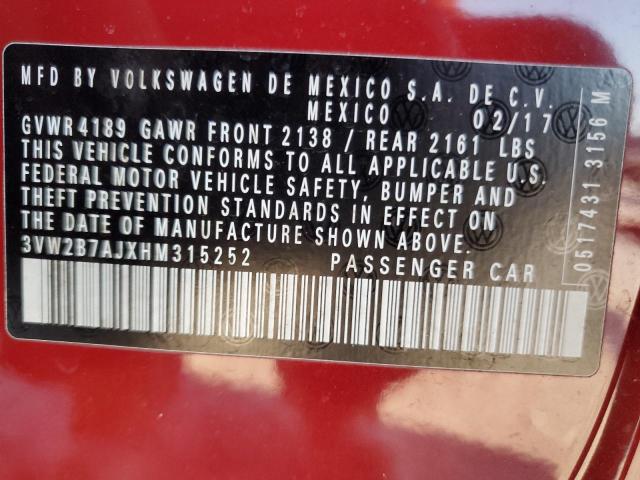 MFD BY VOLKSWAGEN DE MEXICO S.A. DE C.V.
MEXICO 02/17
GVWR 4189 GAWR FRONT 2138 / REAR 2161 LBS
THIS VEHICLE CONFORMS TO ALL APPLICABLE U.S.
FEDERAL MOTOR VEHICLE SAFETY, BUMPER AND
THEFT PREVENTION STANDARDS IN EFFECT ON
THE DATE OF MANUFACTURE SHOWN ABOVE.
3VW2B7AJXHM315252 PASSENGER CAR
0517431 3156 M